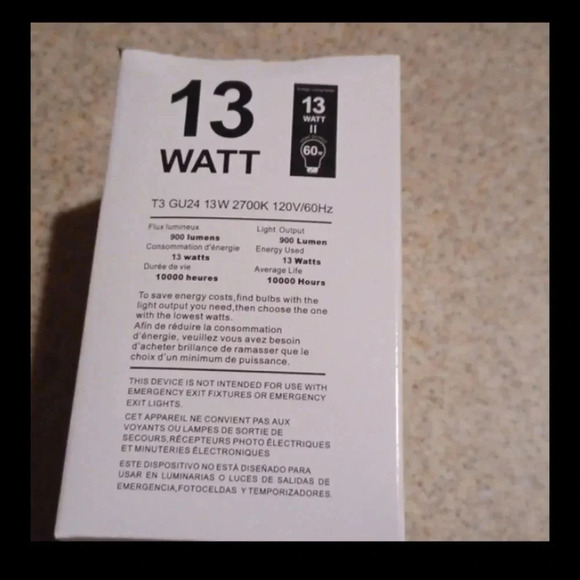 13
WATT
13
WATT
=
60W
T3 GU24 13W 2700K 120V/60Hz
Flux lumineux
900 lumens
Consommation d'énergie
13 watts
Durée de vie
10000 heures
Light Output
900 Lumen
Energy Used
13 Watts
Average Life
10000 Hours
To save energy costs,find bulbs with the
light output you need,then choose the one
with the lowest watts.
Afin de réduire la consommation
d'énergie, veuillez vous avez besoin
d'acheter brillance de ramasser que le
choix d'un minimum de puissance.
THIS DEVICE IS NOT INTENDED FOR USE WITH
EMERGENCY EXIT FIXTURES OR EMERGENCY
EXIT LIGHTS.
CET APPAREIL NE CONVIENT PAS AUX
VOYANTS OU LAMPES DE SORTIE DE
SECOURS,RÉCEPTEURS PHOTO ÉLECTRIQUES
ET MINUTERIES ÉLECTRONIQUES
ESTE DISPOSITIVO NO ESTÁ DISEÑADO PARA
USAR EN LUMINARIAS O LUCES DE SALIDAS DE
EMERGENCIA,FOTOCELDAS Y TEMPORIZADORES.